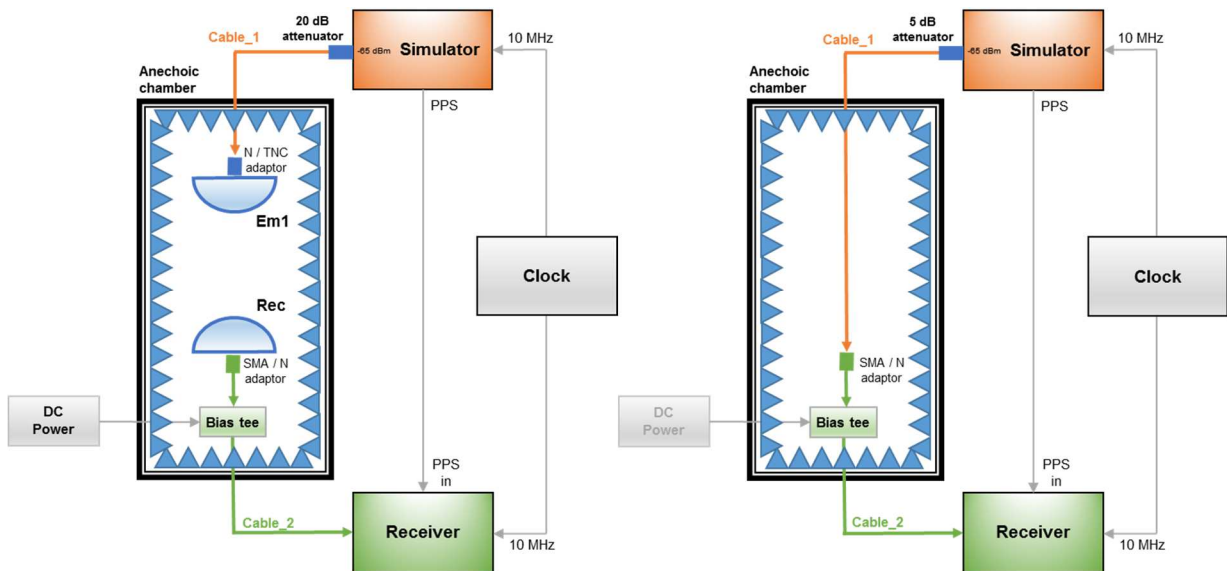 20 dB
attenuator
Cable_1
-65 dBm
Simulator
10 MHz
Anechoic
chamber
PPS
N / TNC
adaptor
Em1
Clock
Rec
SMA / N
adaptor
DC
Power
Bias tee
PPS
in
Cable_2
Receiver
10 MHz
5 dB
attenuator
Cable_1
-65 dBm
Simulator
10 MHz
Anechoic
chamber
PPS
Clock
SMA / N
adaptor
DC
Power
Bias tee
PPS
in
Cable_2
Receiver
10 MHz